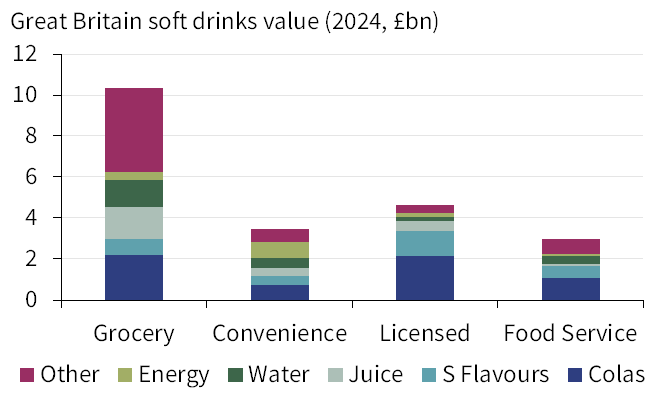 Great Britain soft drinks value (2024, £bn)
12
10
8
6
4
2
0
Grocery Convenience Licensed Food Service
Other Energy Water Juice S Flavours Colas